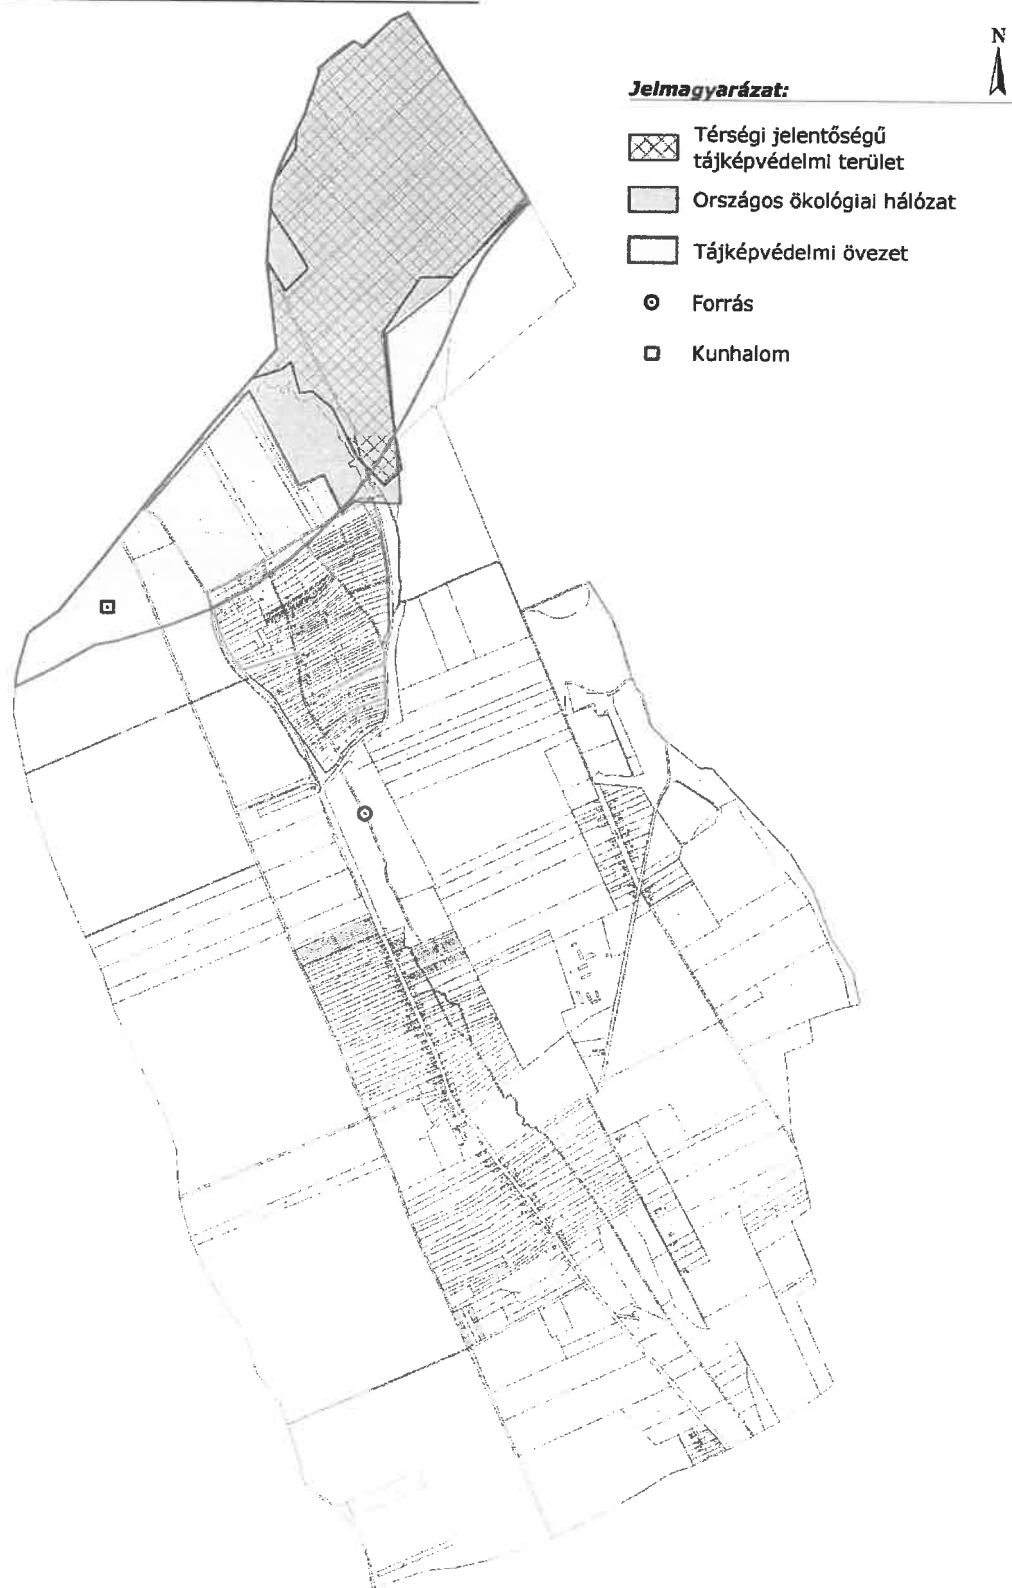 N
Jelmagyarázat:
Térségi jelentőségű
tájképvédelmi terület
Országos ökológiai hálózat
Tájképvédelmi övezet
Forrás
Kunhalom